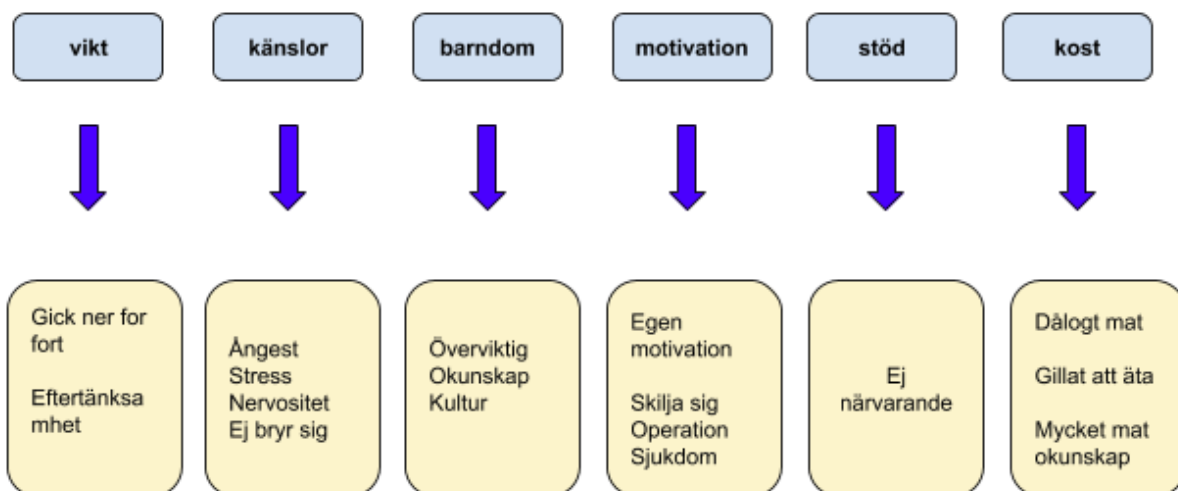 vikt
känslor
barndom
motivation
stöd
kost
Gick ner for
fort
Eftertänksa
mhet
Ångest
Stress
Nervositet
Ej bryr sig
Överviktig
Okunskap
Kultur
Egen
motivation
Skilja sig
Operation
Sjukdom
Ej
närvarande
Dålogt mat
Gillat att äta
Mycket mat
okunskap